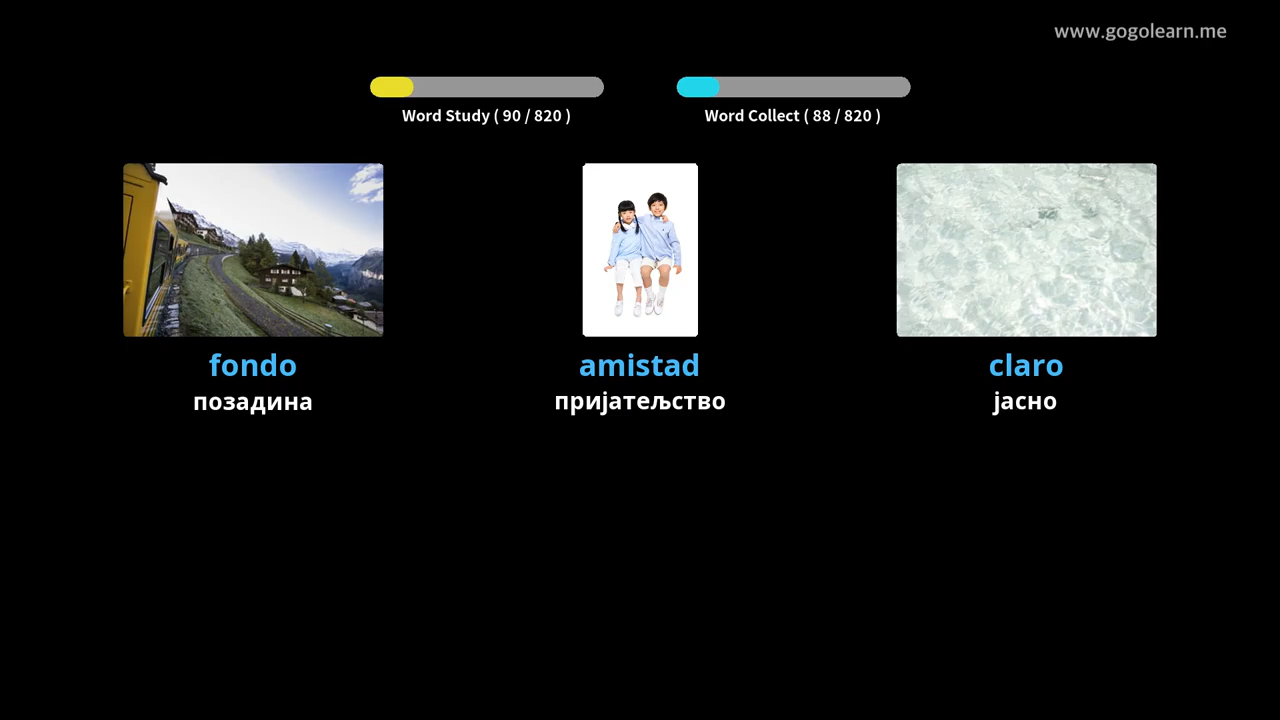 www.gogolearn.me
Word Study ( 90 / 820 )
Word Collect ( 88 / 820 )
fondo
позадина
amistad
пријатељство
claro
јасно